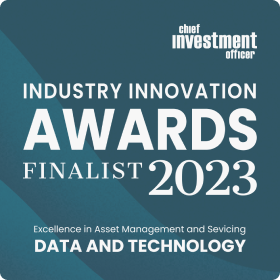 chief
investment
officer
INDUSTRY INNOVATION
AWARDS
FINALIST 2023
Excellence in Asset Management and Sevicing
DATA AND TECHNOLOGY